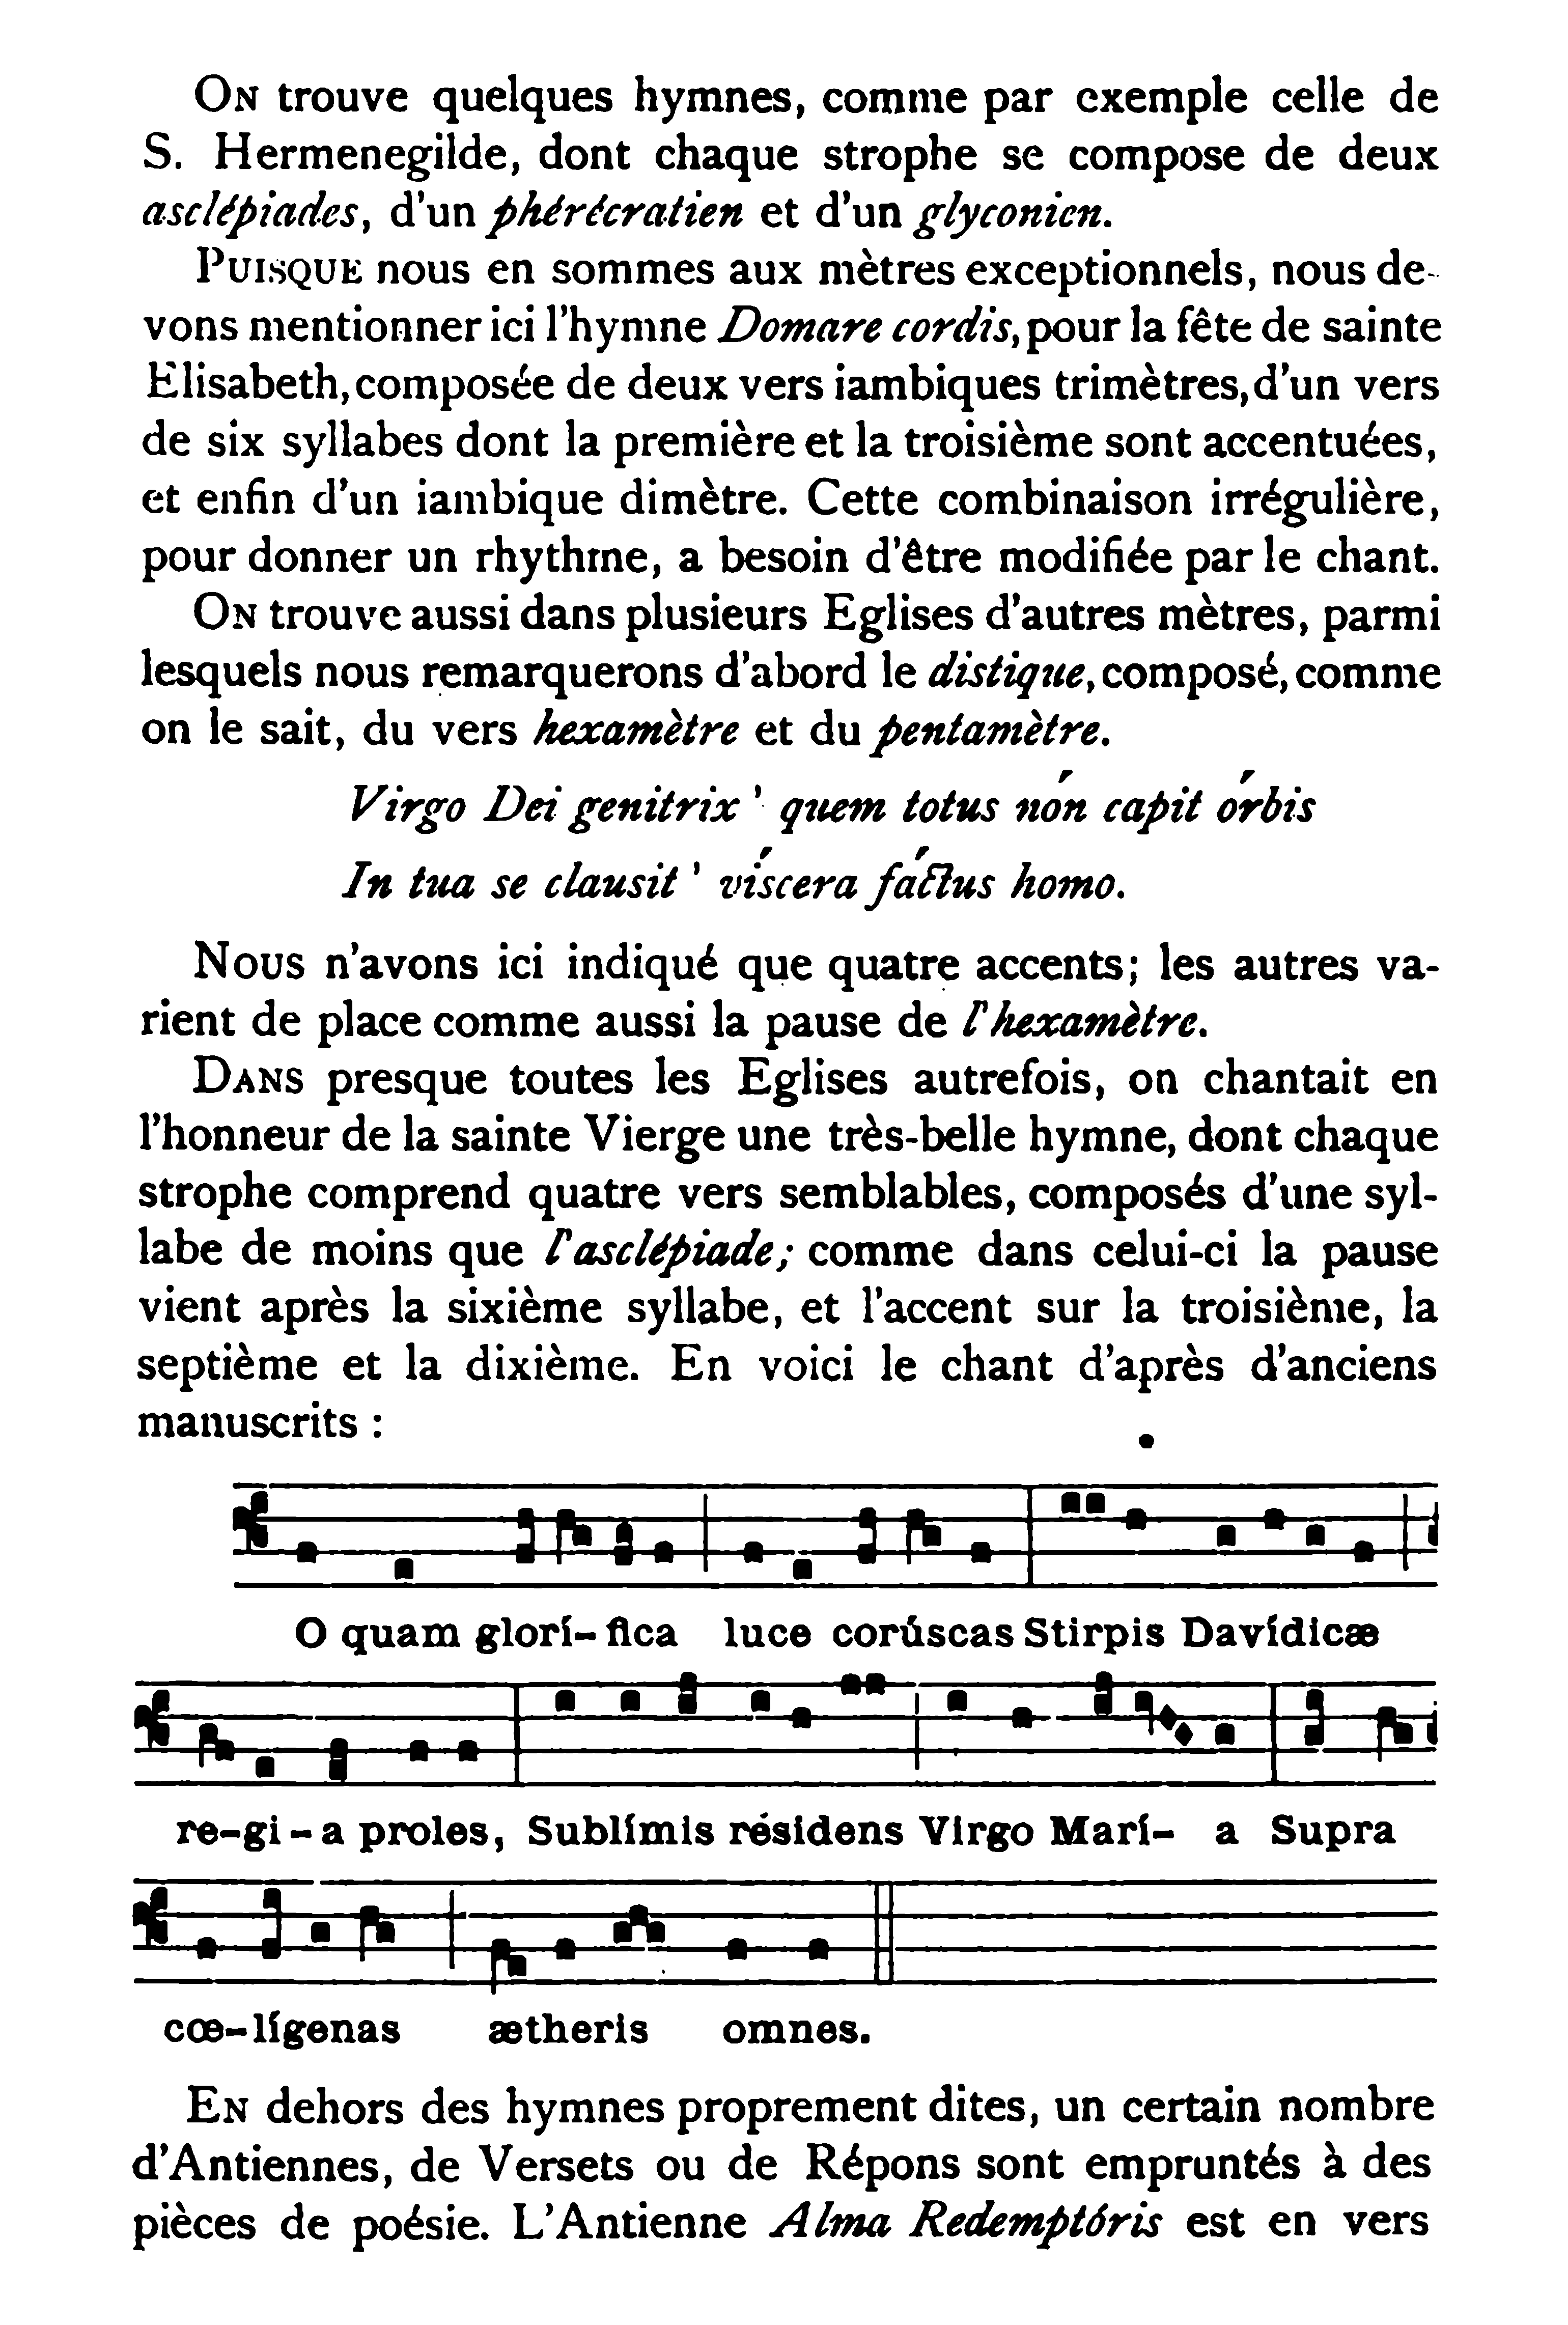 ON trouve quelques hymnes, comme par exemple celle de
S. Hermenegilde, dont chaque strophe se compose de deux
asclépiades, d'un phérécratien et d'un glyconien.
PUISQUE nous en sommes aux mètres exceptionnels, nous de-
vons mentionner ici l'hymne Domare cordis, pour la fête de sainte
Elisabeth, composée de deux vers iambiques trimètres, d'un vers
de six syllabes dont la première et la troisième sont accentuées,
et enfin d'un iambique dimètre. Cette combinaison irrégulière,
pour donner un rhythme, a besoin d'être modifiée par le chant.
ON trouve aussi dans plusieurs Eglises d'autres mètres, parmi
lesquels nous remarquerons d'abord le distique, composé, comme
on le sait, du vers hexamètre et du pentamètre.
Virgo Dei genitrix ' quem totus nón capit órbis
In tua se clausit ' víscera fáctus homo.
NOUS n'avons ici indiqué que quatre accents; les autres va-
rient de place comme aussi la pause de l'hexamètre.
DANS presque toutes les Eglises autrefois, on chantait en
l'honneur de la sainte Vierge une très-belle hymne, dont chaque
strophe comprend quatre vers semblables, composés d'une syl-
labe de moins que l'asclépiade; comme dans celui-ci la pause
vient après la sixième syllabe, et l'accent sur la troisième, la
septième et la dixième. En voici le chant d'après d'anciens
manuscrits :
O quam glorí- fica luce corúscas Stirpis Davídicæ
re-gi - a proles, Sublímis résidens Virgo Marí- a Supra
cœ-lígenas ætheris omnes.
EN dehors des hymnes proprement dites, un certain nombre
d'Antiennes, de Versets ou de Répons sont empruntés à des
pièces de poésie. L'Antienne Alma Redemptóris est en vers